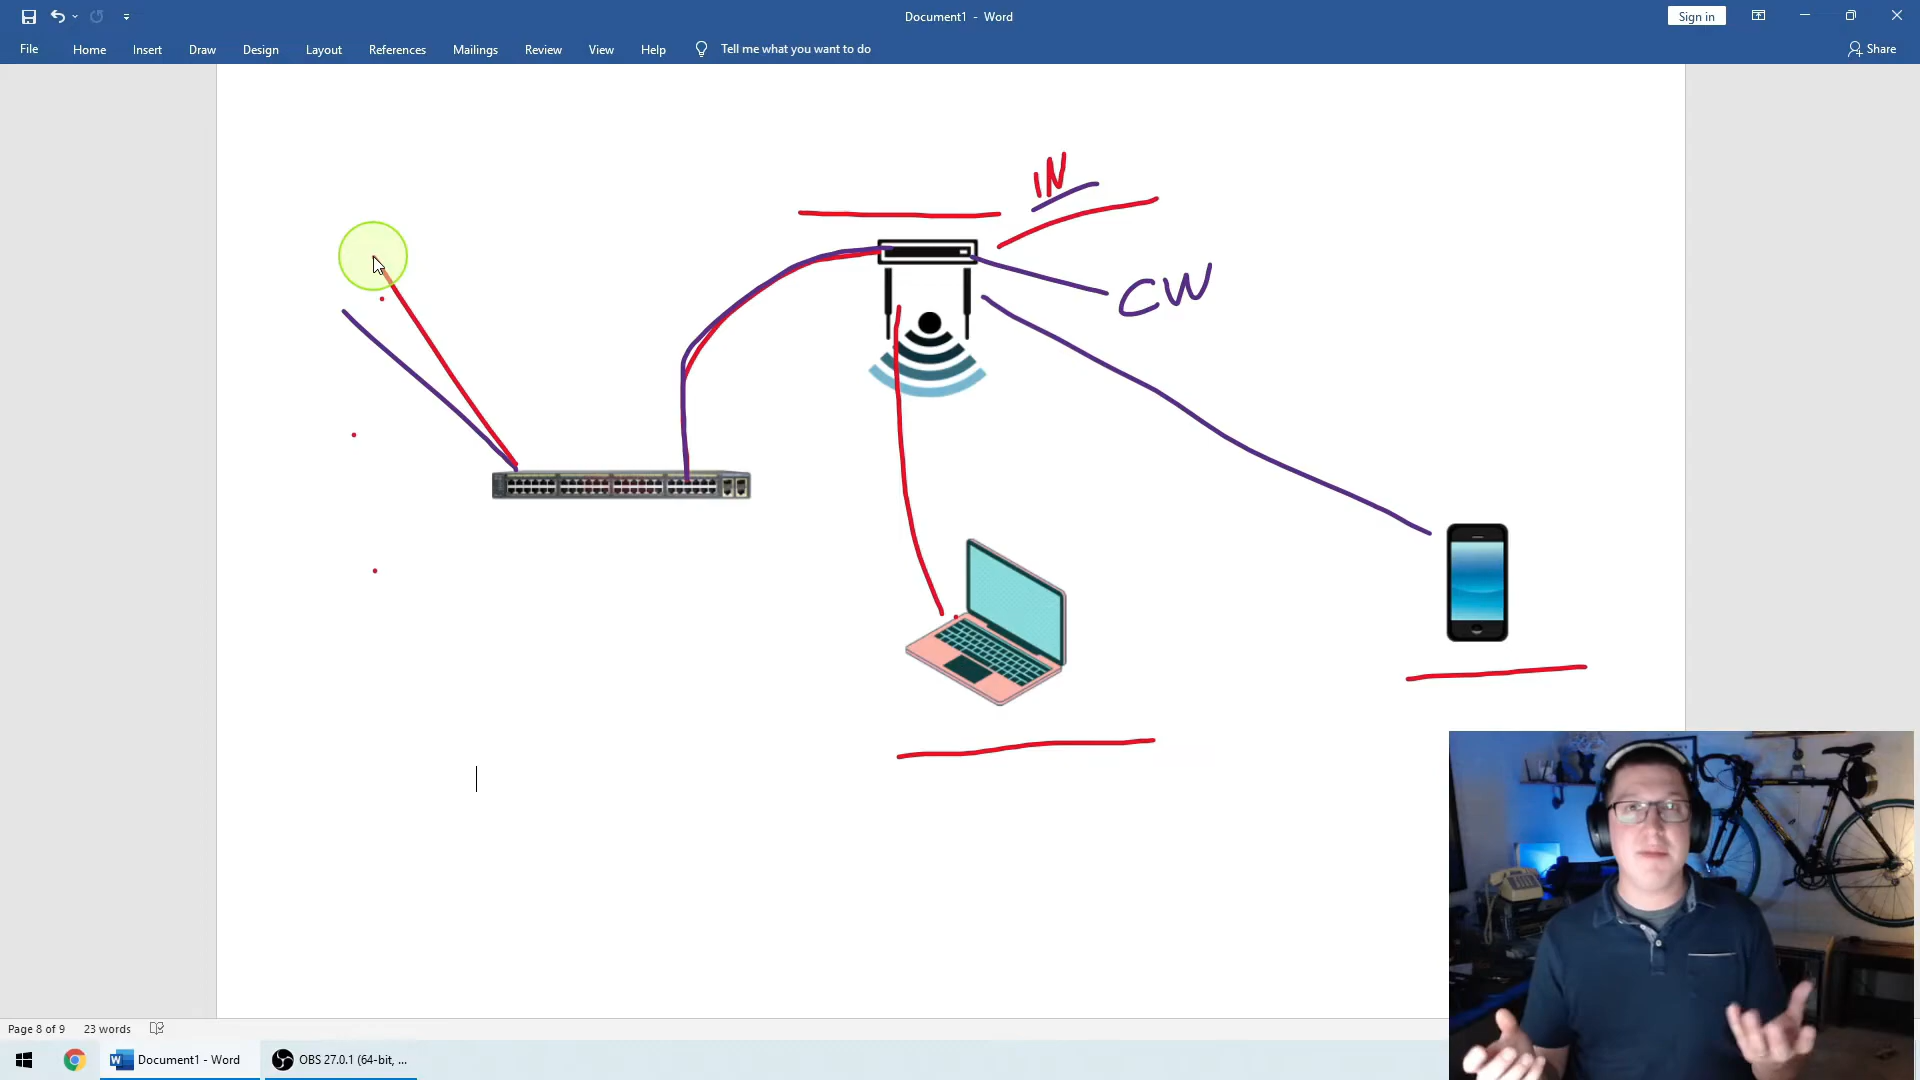 Document1 - Word
Sign in
File Home Insert Draw Design Layout References Mailings Review View Help Tell me what you want to do
Share
IN
CW
Page 8 of 9 23 words
Document1 - Word
OBS 27.0.1 (64-bit, ...